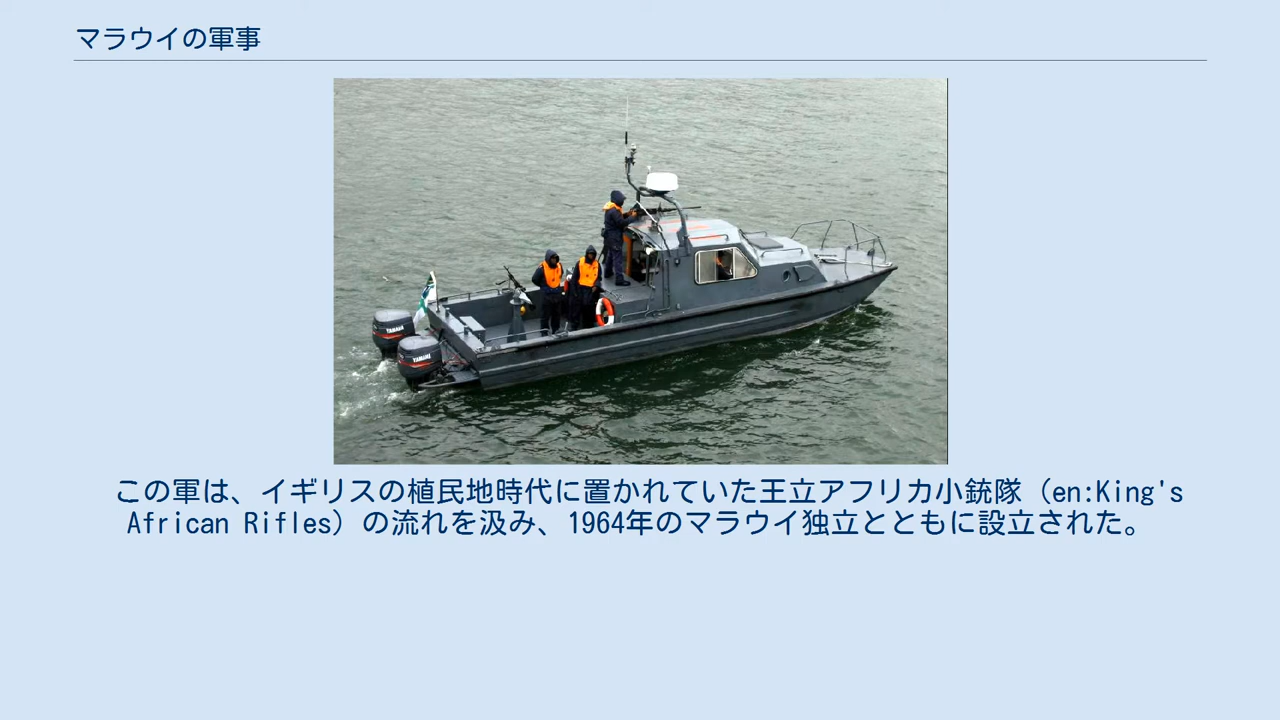 マラウイの軍事
YAMAHA
YAMAHA
この軍は、イギリスの植民地時代に置かれていた王立アフリカ小銃隊（en:King's
African Rifles）の流れを汲み、1964年のマラウイ独立とともに設立された。